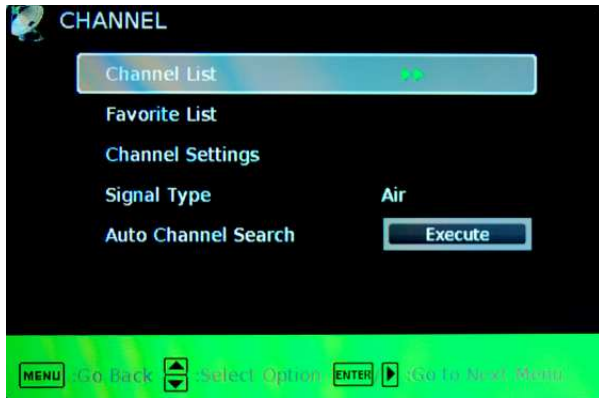 CHANNEL
Channel List
Favorite List
Channel Settings
Signal Type Air
Auto Channel Search Execute
MENU :Go Back :Select Option ENTER/ :Go to Next Menu